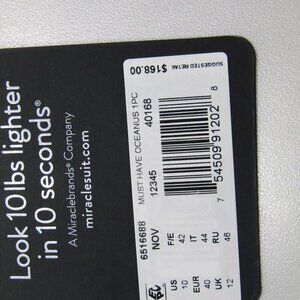 Look 10 lbs lighter
in 10 seconds®
A Miraclebrands® Company
miraclesuit.com
6516688
MUST HAVE OCEANUS 1PC
SUGGESTED RETAIL
$168.00
NOV
12345
40168
7 54509 91202 8
US F/E IT
10 42 44
EUR UK RU
40 12 46